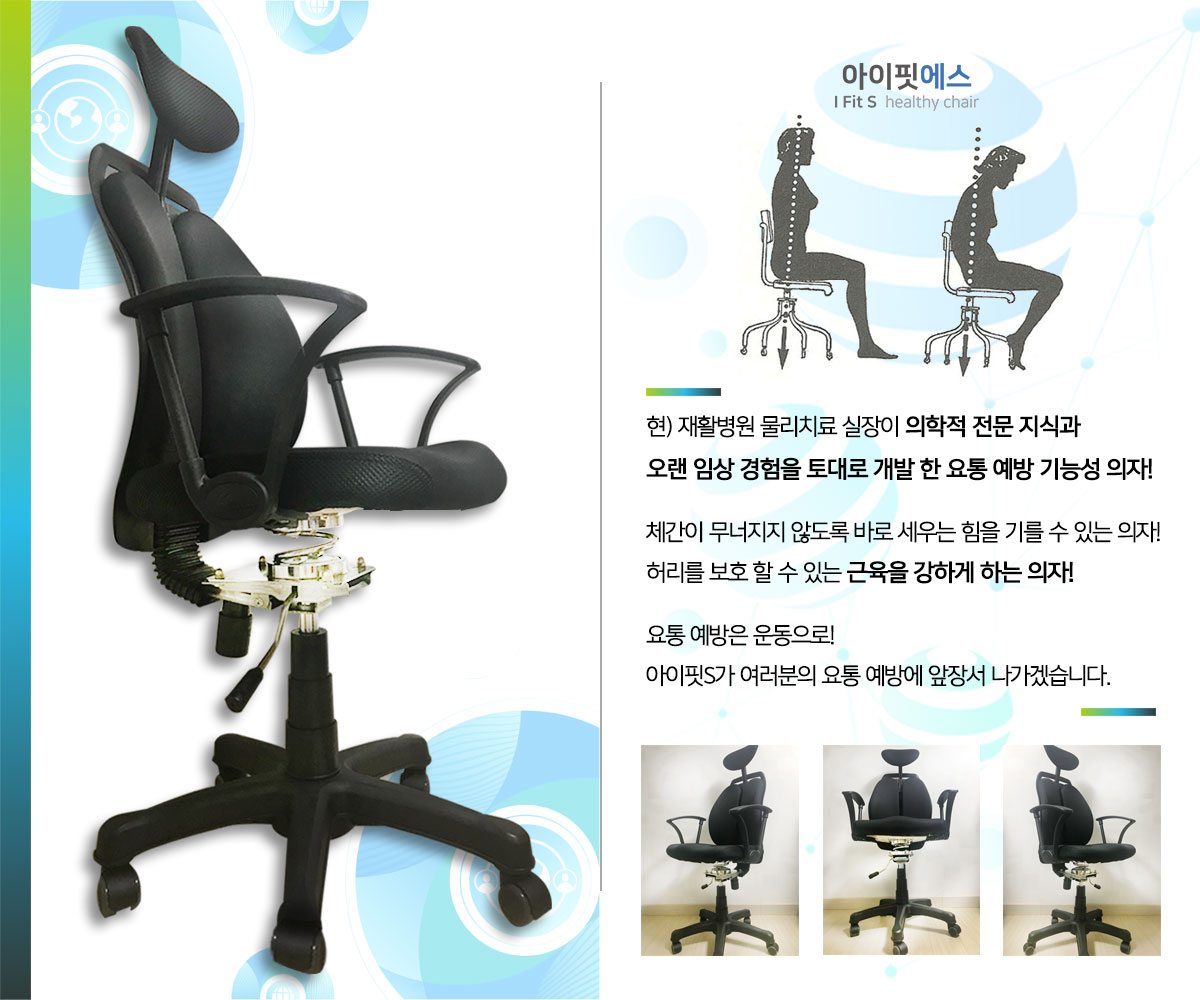 아이핏에스
I Fit S healthy chair
현) 재활병원 물리치료 실장이 의학적 전문 지식과
오랜 임상 경험을 토대로 개발 한 요통 예방 기능성 의자!
체간이 무너지지 않도록 바로 세우는 힘을 기를 수 있는 의자!
허리를 보호 할 수 있는 근육을 강하게 하는 의자!
요통 예방은 운동으로!
아이핏S가 여러분의 요통 예방에 앞장서 나가겠습니다.